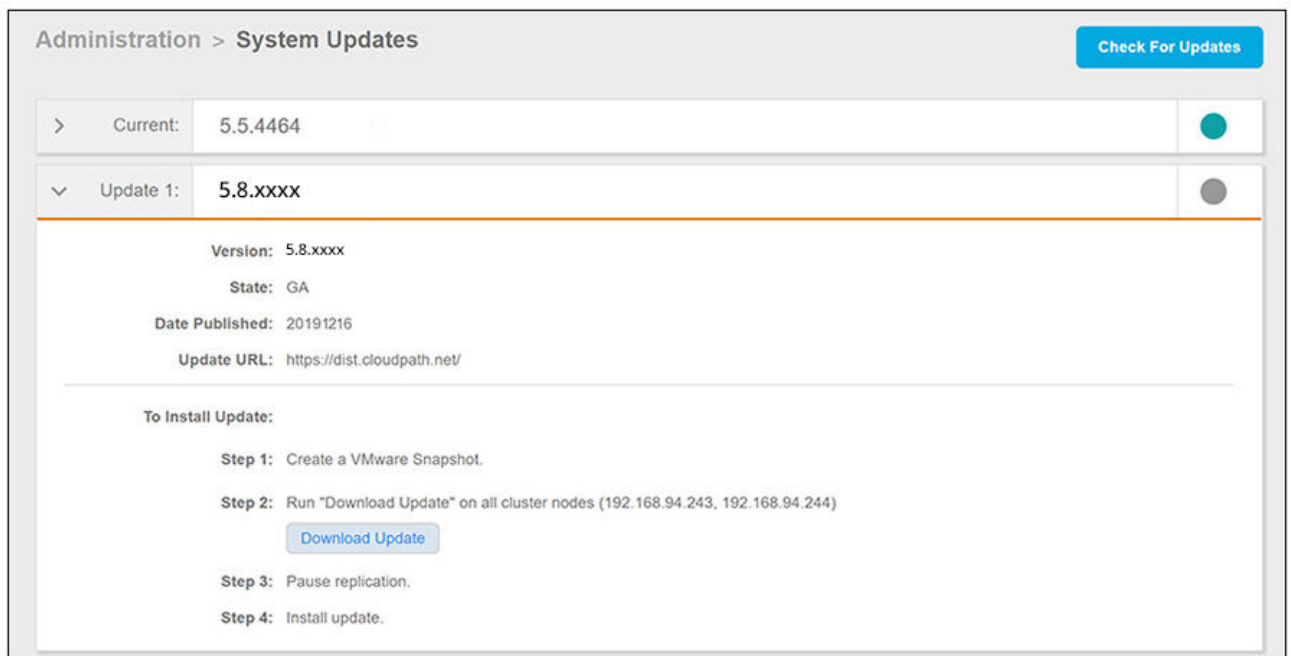 Administration > System Updates
Check For Updates
Current: 5.5.4464
Update 1: 5.8.xxxx
Version: 5.8.xxxx
State: GA
Date Published: 20191216
Update URL: https://dist.cloudpath.net/
To Install Update:
Step 1: Create a VMware Snapshot.
Step 2: Run "Download Update" on all cluster nodes (192.168.94.243, 192.168.94.244)
Download Update
Step 3: Pause replication.
Step 4: Install update.